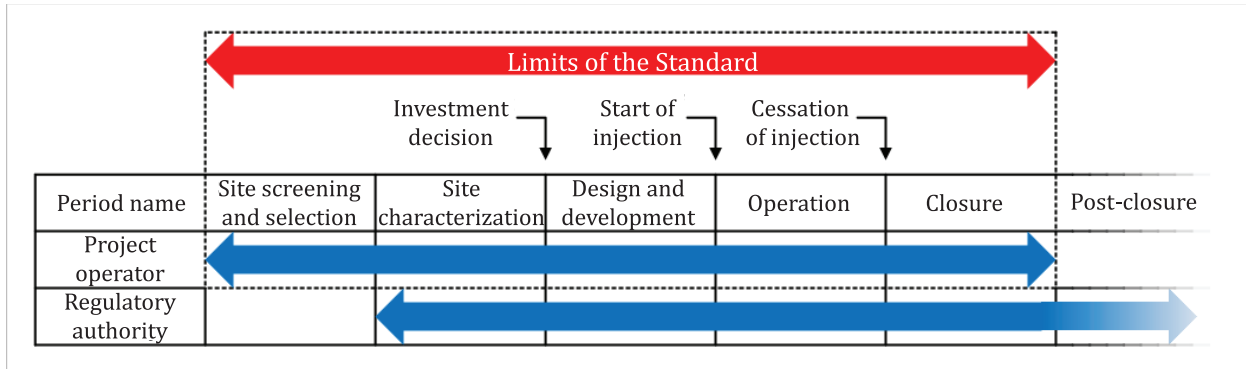 Limits of the Standard
Investment
decision
Start of
injection
Cessation
of injection
Period name
Site screening
and selection
Site
characterization
Design and
development
Operation
Closure
Post-closure
Project
operator
Regulatory
authority